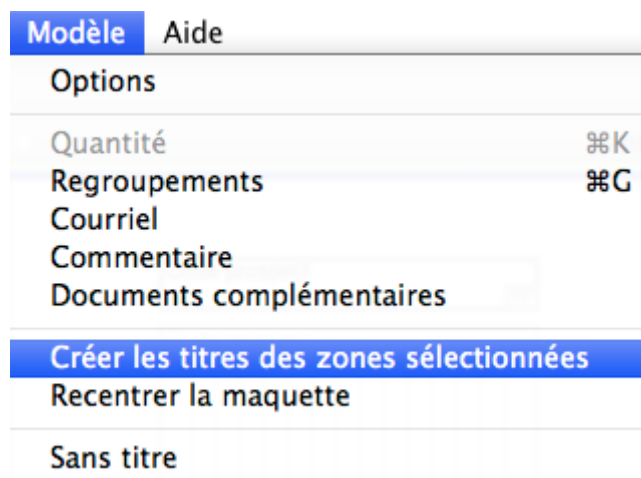 Modèle Aide
Options
Quantité ⌘K
Regroupements ⌘G
Courriel
Commentaire
Documents complémentaires
Créer les titres des zones sélectionnées
Recentrer la maquette
Sans titre